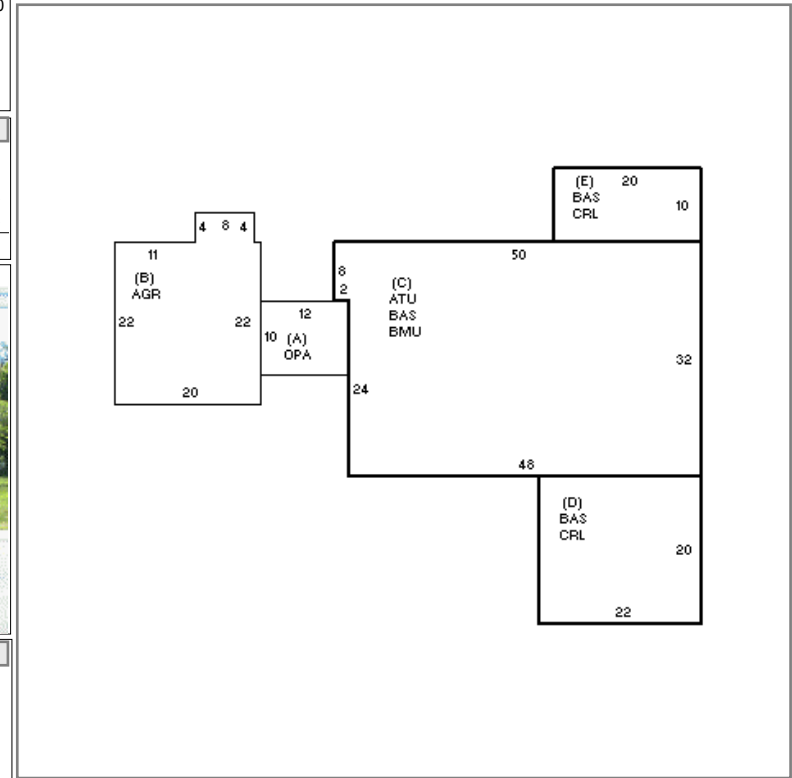 (E) 20
BAS
CRL
10
4 8 4
11
(B)
AGR
22
22
20
12
10 (A)
OPA
50
8
2
(C)
ATU
BAS
BMU
32
24
48
(D)
BAS
CRL
20
22